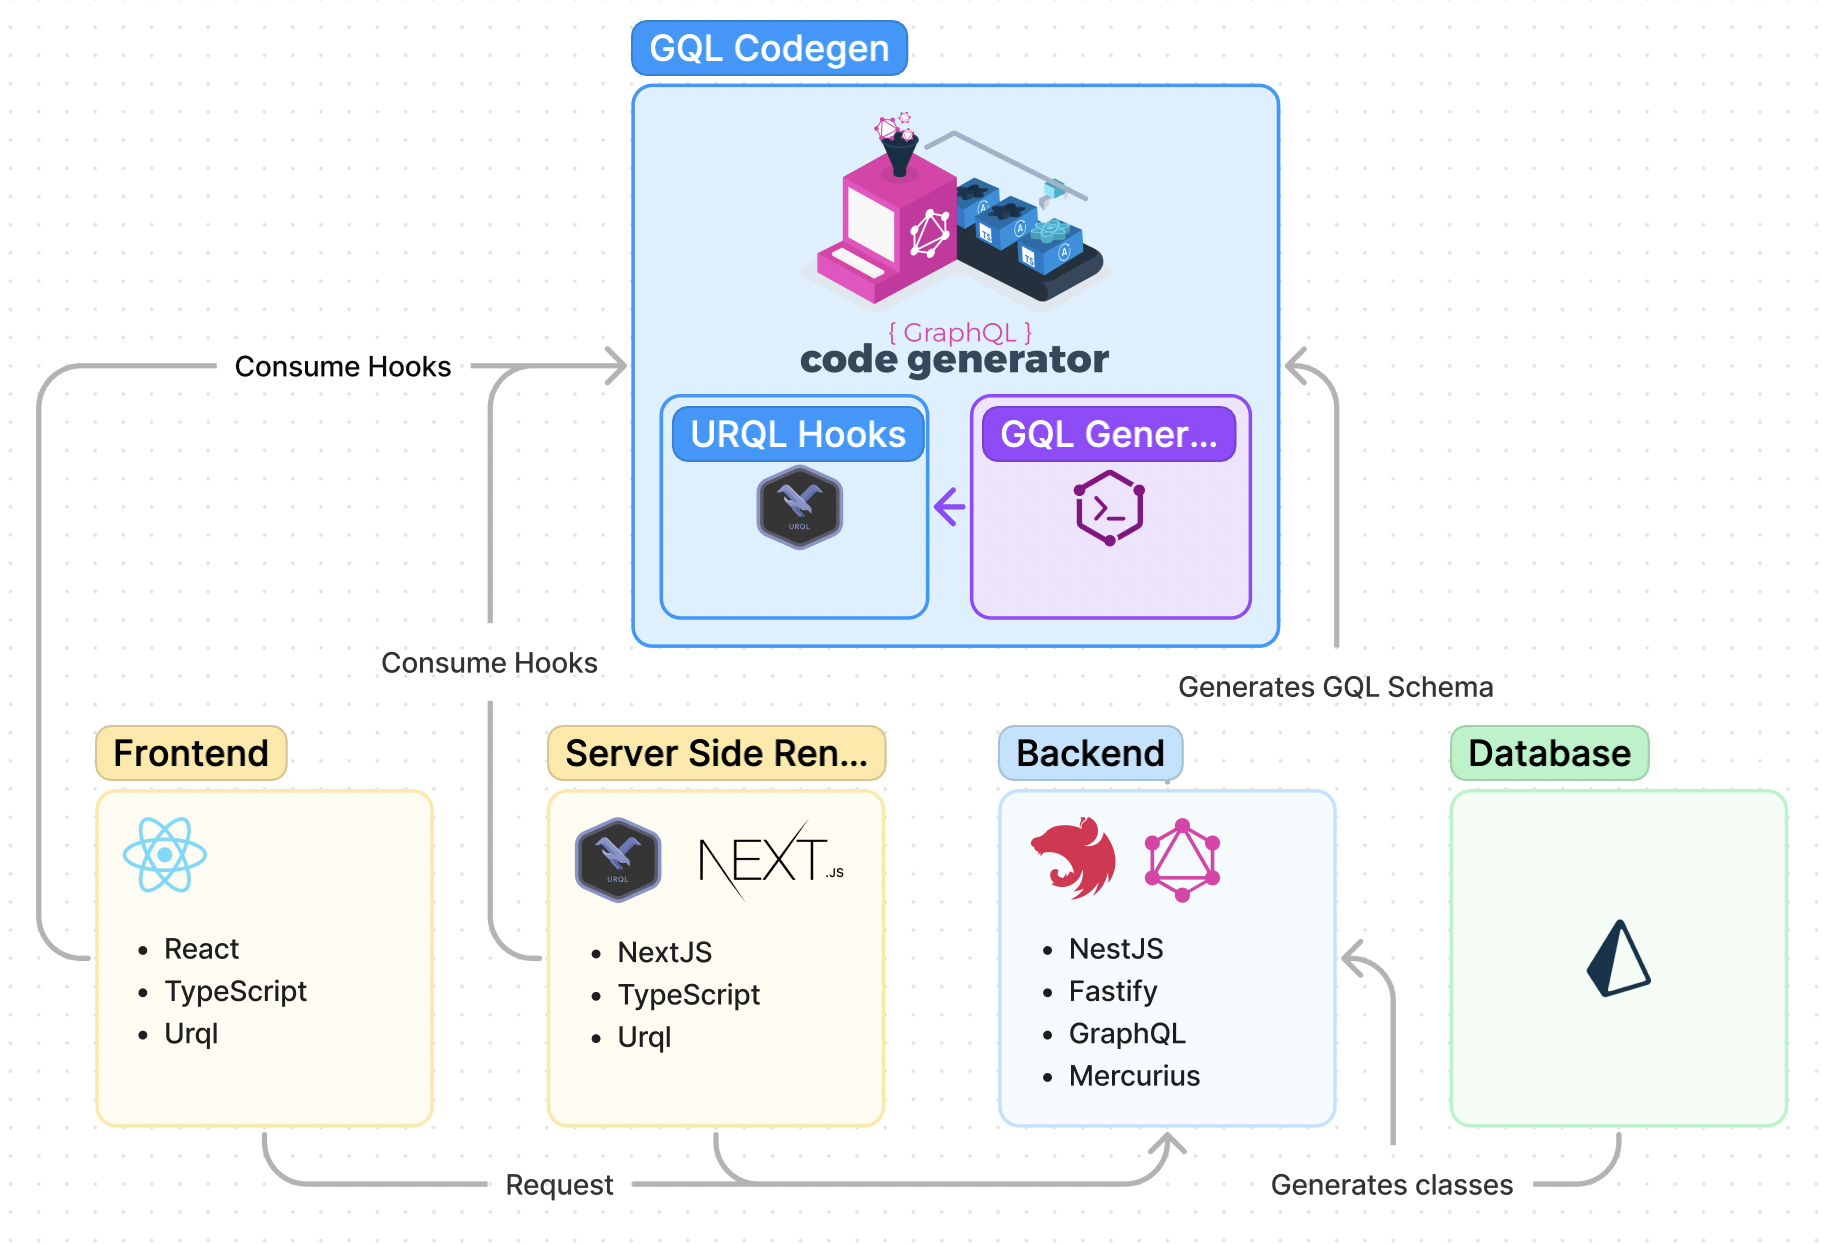 GQL Codegen
{ GraphQL }
code generator
Consume Hooks
URQL Hooks
GQL Gener...
URQL
Consume Hooks
Generates GQL Schema
Frontend
Server Side Ren...
Backend
Database
URQL
NEXT.JS
• React
• TypeScript
• Urql
• NextJS
• TypeScript
• Urql
• NestJS
• Fastify
• GraphQL
• Mercurius
Request
Generates classes
TS
TS
A
A
A